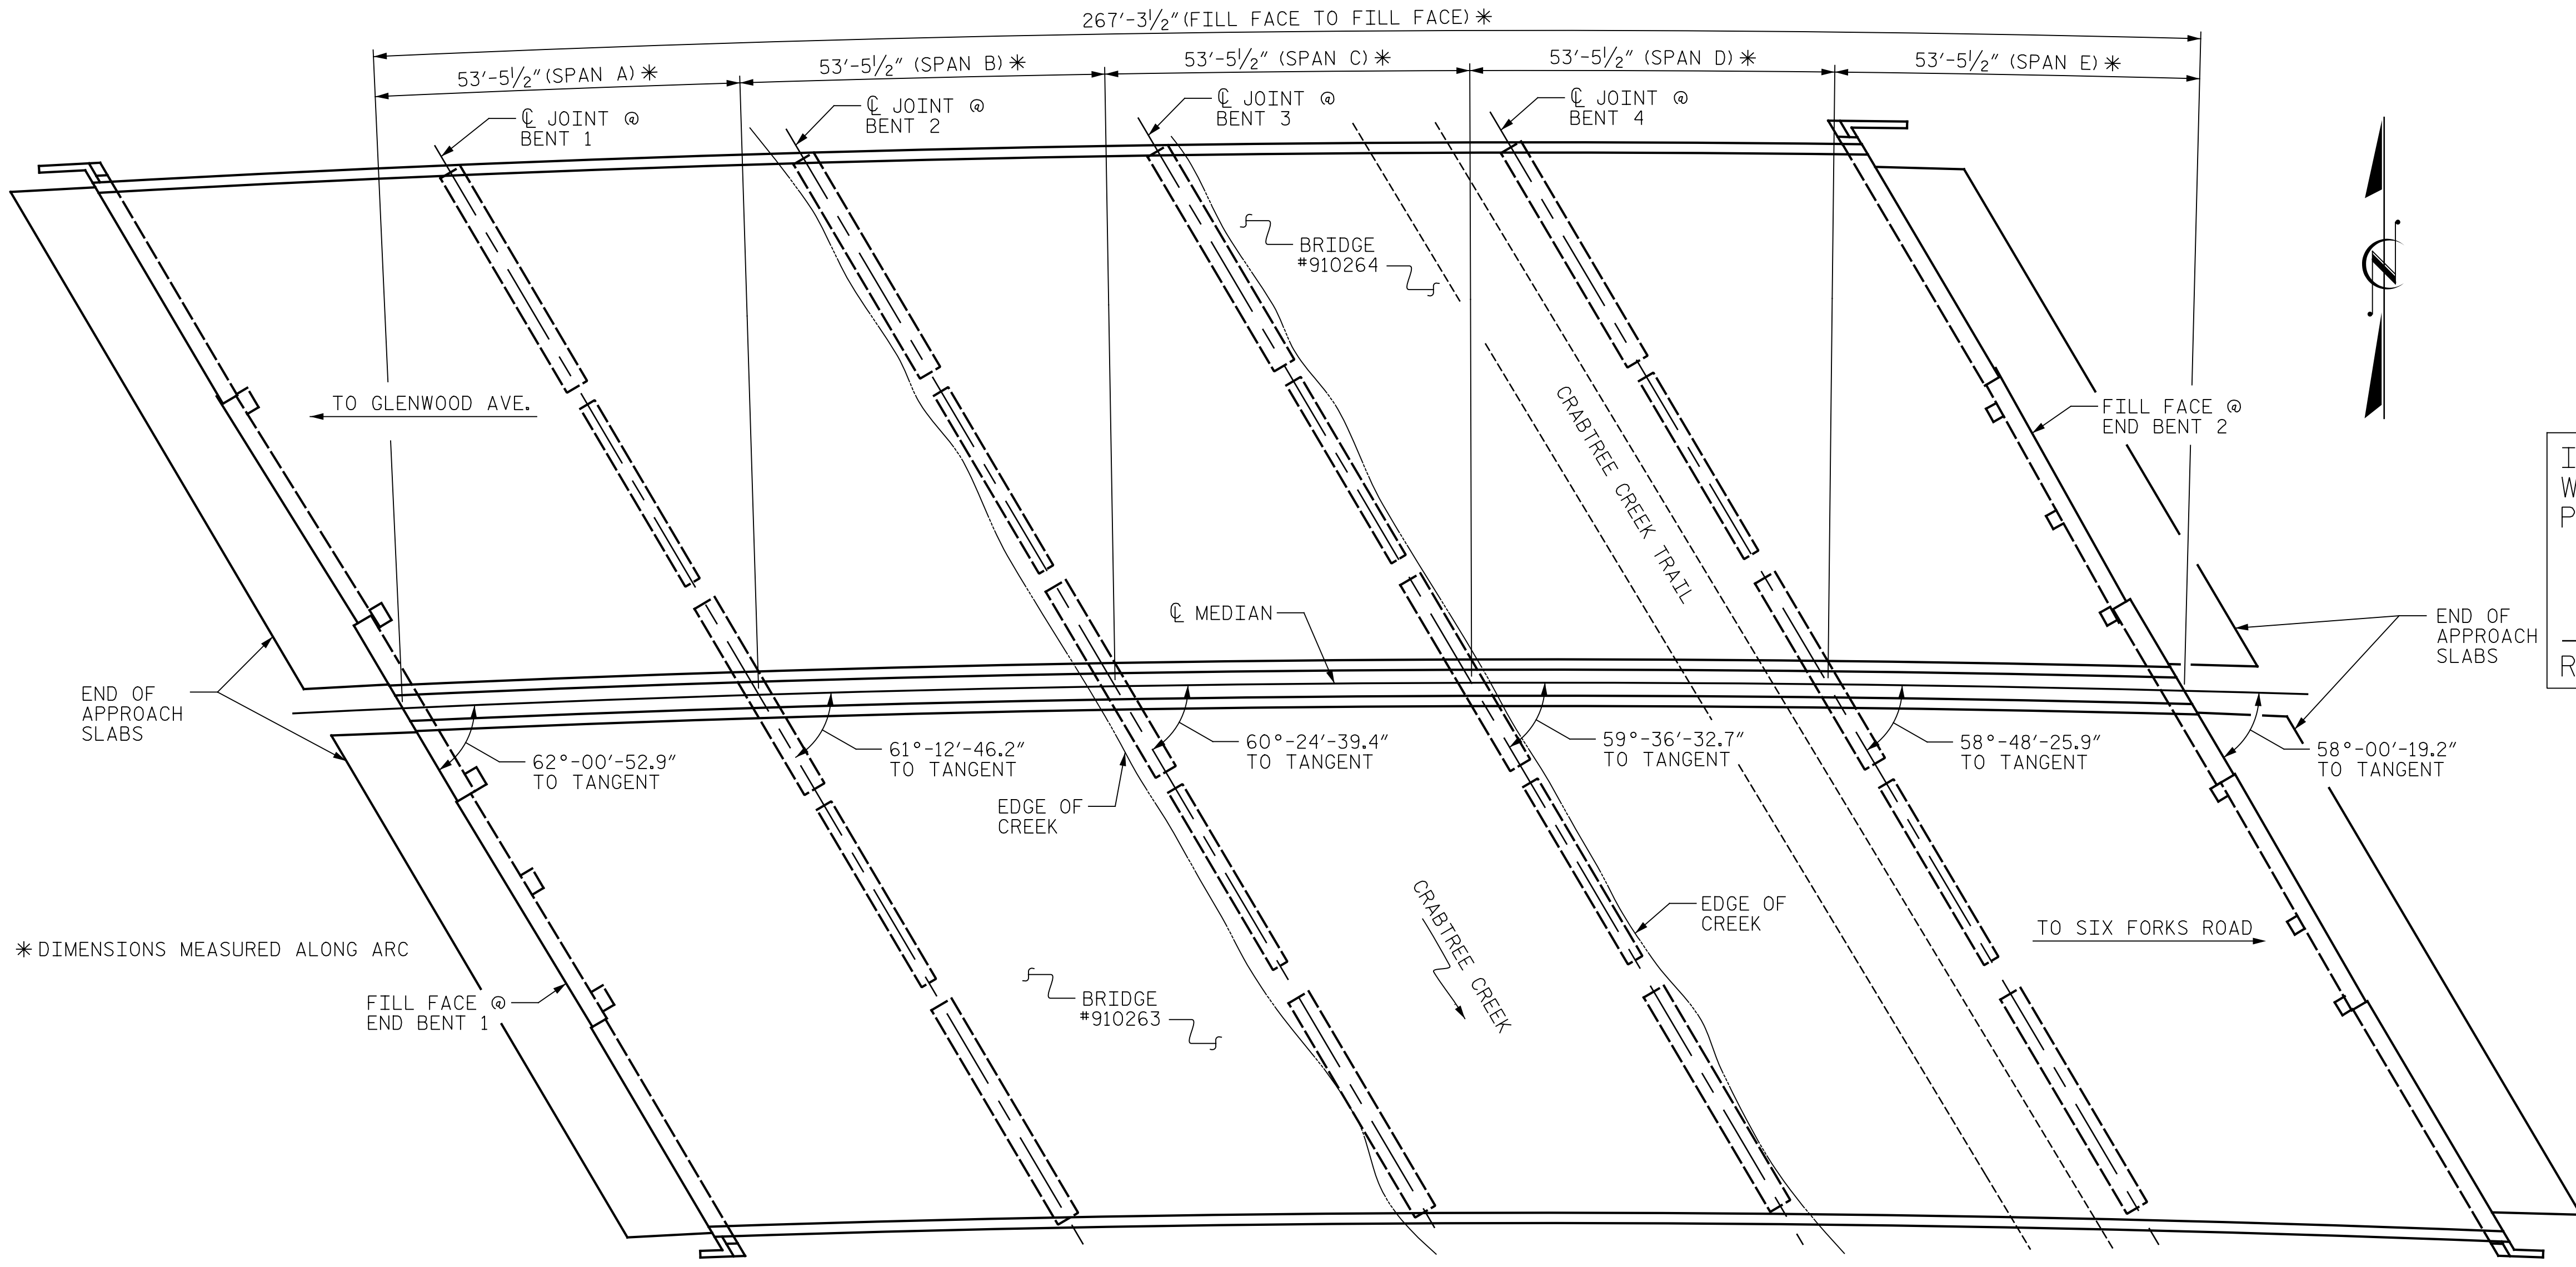 267′-3½″ (FILL FACE TO FILL FACE) *
53′-5½″ (SPAN A) *
53′-5½″ (SPAN B) *
53′-5½″ (SPAN C) *
53′-5½″ (SPAN D) *
53′-5½″ (SPAN E) *
℄ JOINT @
BENT 1
℄ JOINT @
BENT 2
℄ JOINT @
BENT 3
℄ JOINT @
BENT 4
BRIDGE
#910264
N
TO GLENWOOD AVE.
CRABTREE CREEK TRAIL
FILL FACE @
END BENT 2
I
W
P
R
℄ MEDIAN
END OF
APPROACH
SLABS
END OF
APPROACH
SLABS
62°-00′-52.9″
TO TANGENT
61°-12′-46.2″
TO TANGENT
60°-24′-39.4″
TO TANGENT
59°-36′-32.7″
TO TANGENT
58°-48′-25.9″
TO TANGENT
58°-00′-19.2″
TO TANGENT
EDGE OF
CREEK
CRABTREE CREEK
EDGE OF
CREEK
TO SIX FORKS ROAD
* DIMENSIONS MEASURED ALONG ARC
FILL FACE @
END BENT 1
BRIDGE
#910263